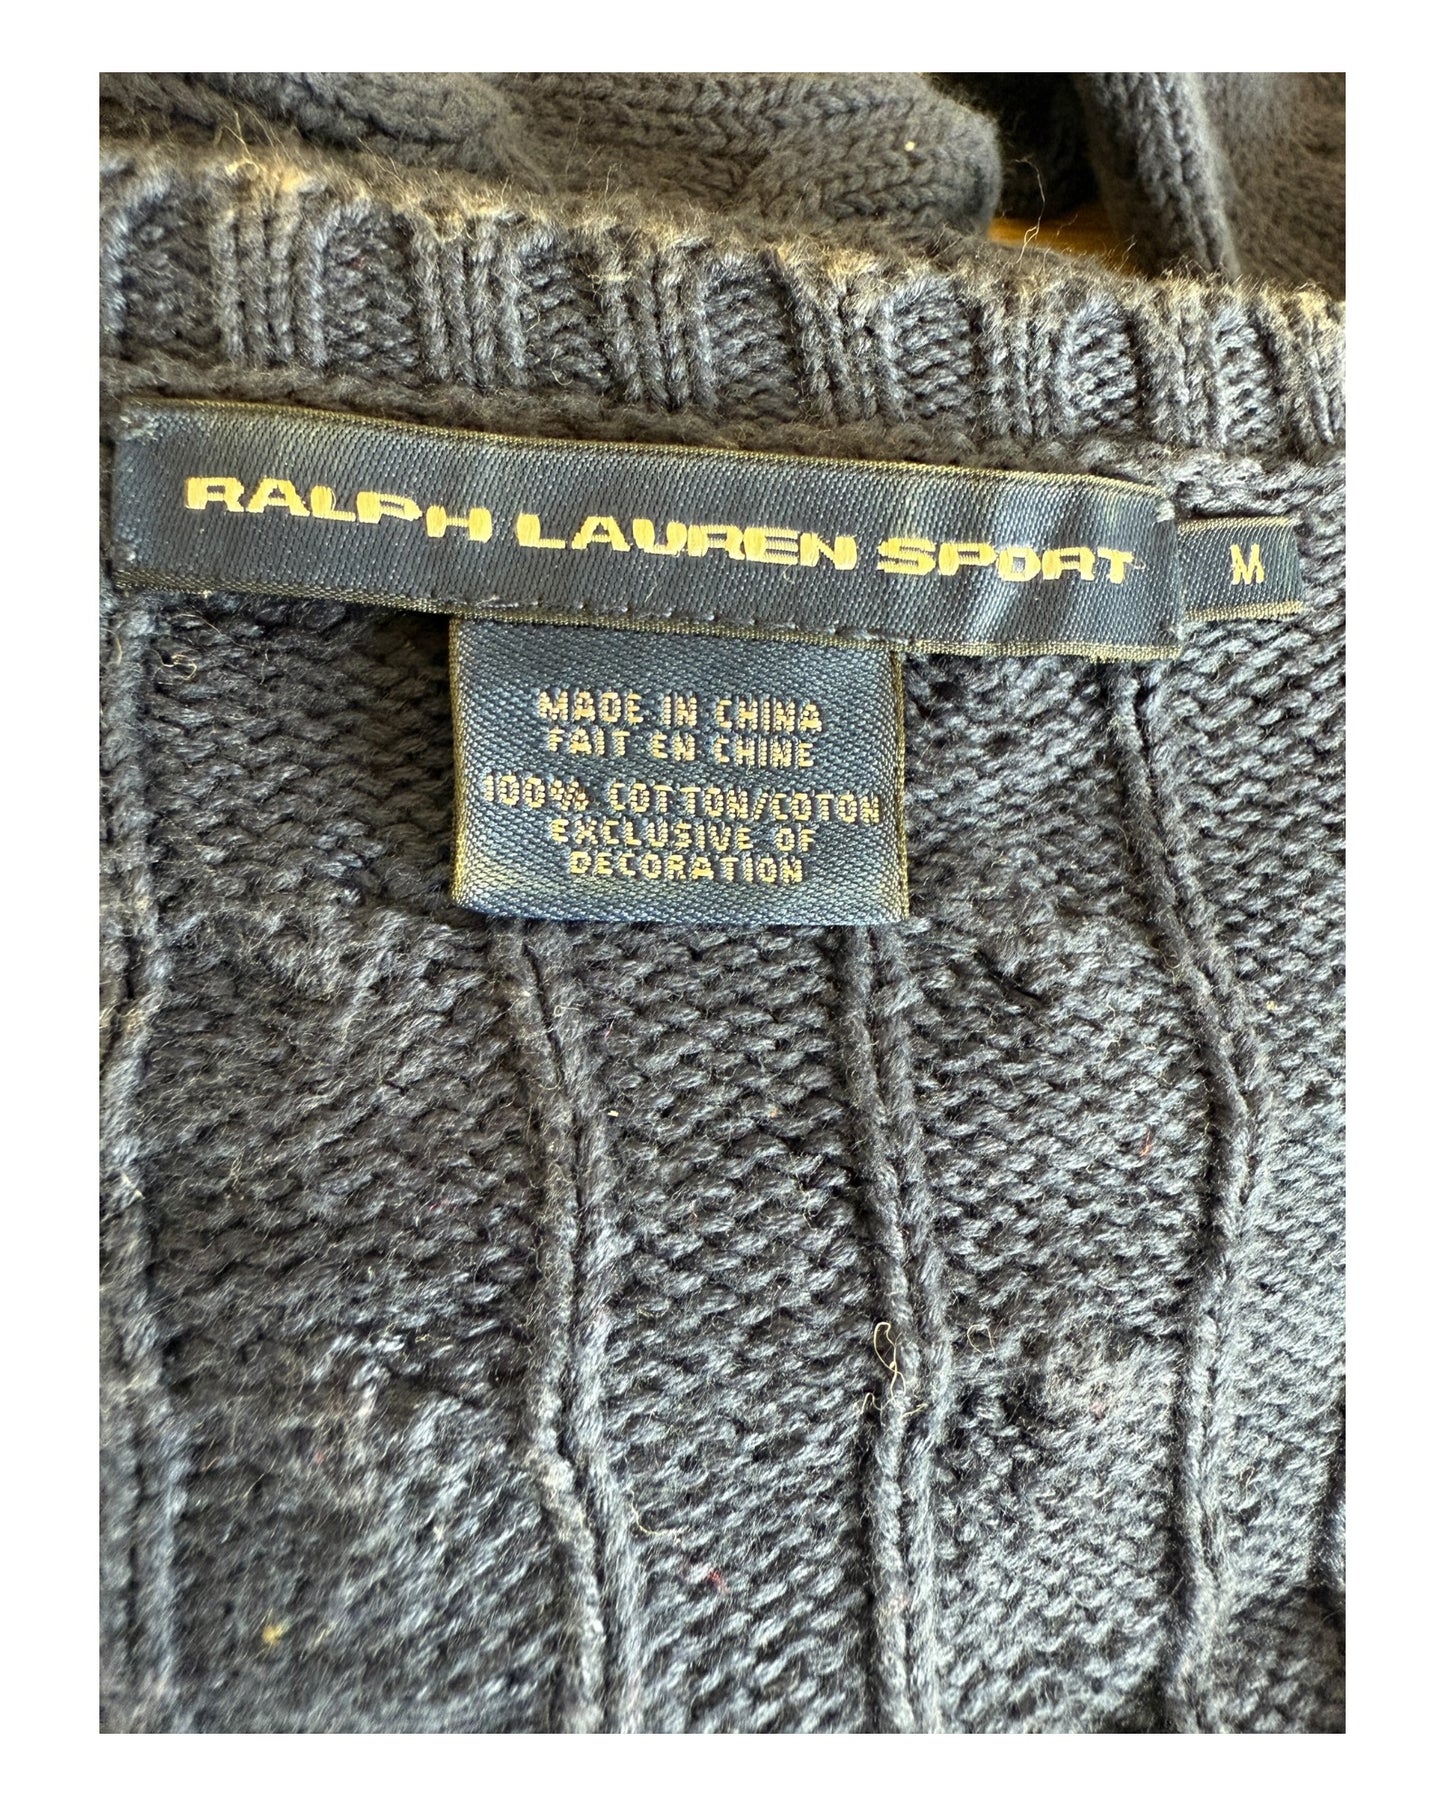 RALPH LAUREN SPORT
M
MADE IN CHINA
FAIT EN CHINE
100% COTTON/COTON
EXCLUSIVE OF
DECORATION